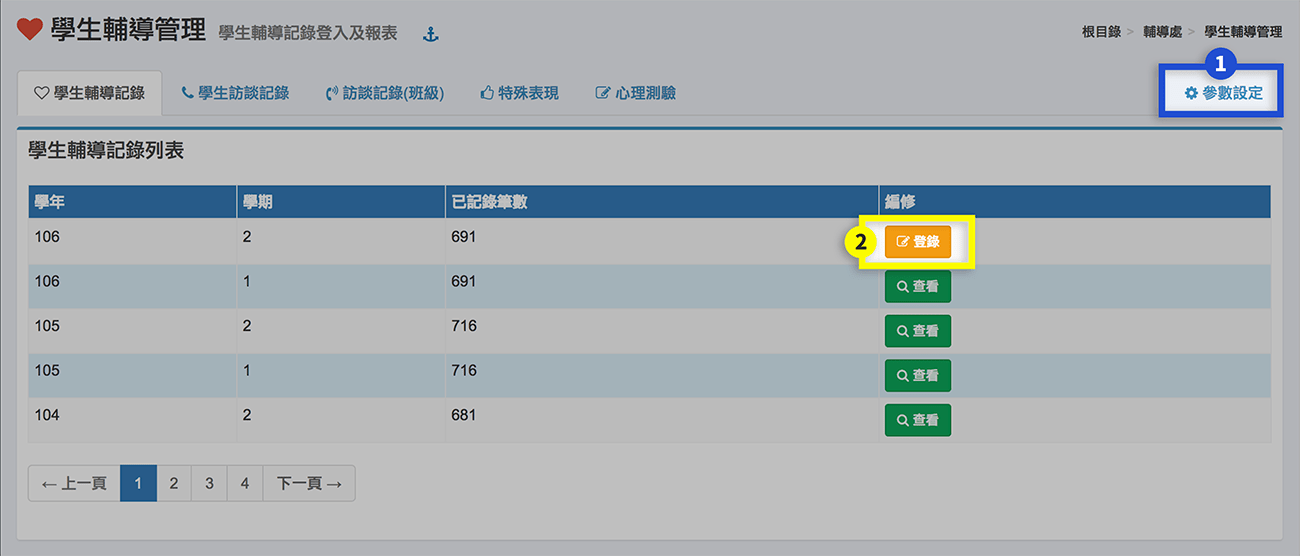 學生輔導管理 學生輔導記錄登入及報表
根目錄 > 輔導處 > 學生輔導管理
1
學生輔導記錄 學生訪談記錄 訪談記錄(班級) 特殊表現 心理測驗 參數設定
學生輔導記錄列表
學年 學期 已記錄筆數 編修
106 2 691 2 登錄
106 1 691 查看
105 2 716 查看
105 1 716 查看
104 2 681 查看
← 上一頁 1 2 3 4 下一頁 →